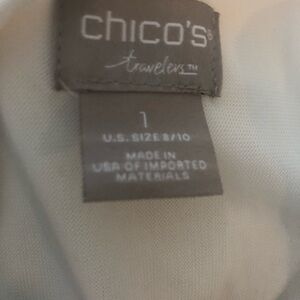 chico's®
travelers™
1
U.S. SIZE 8/10
MADE IN
USA OF IMPORTED
MATERIALS